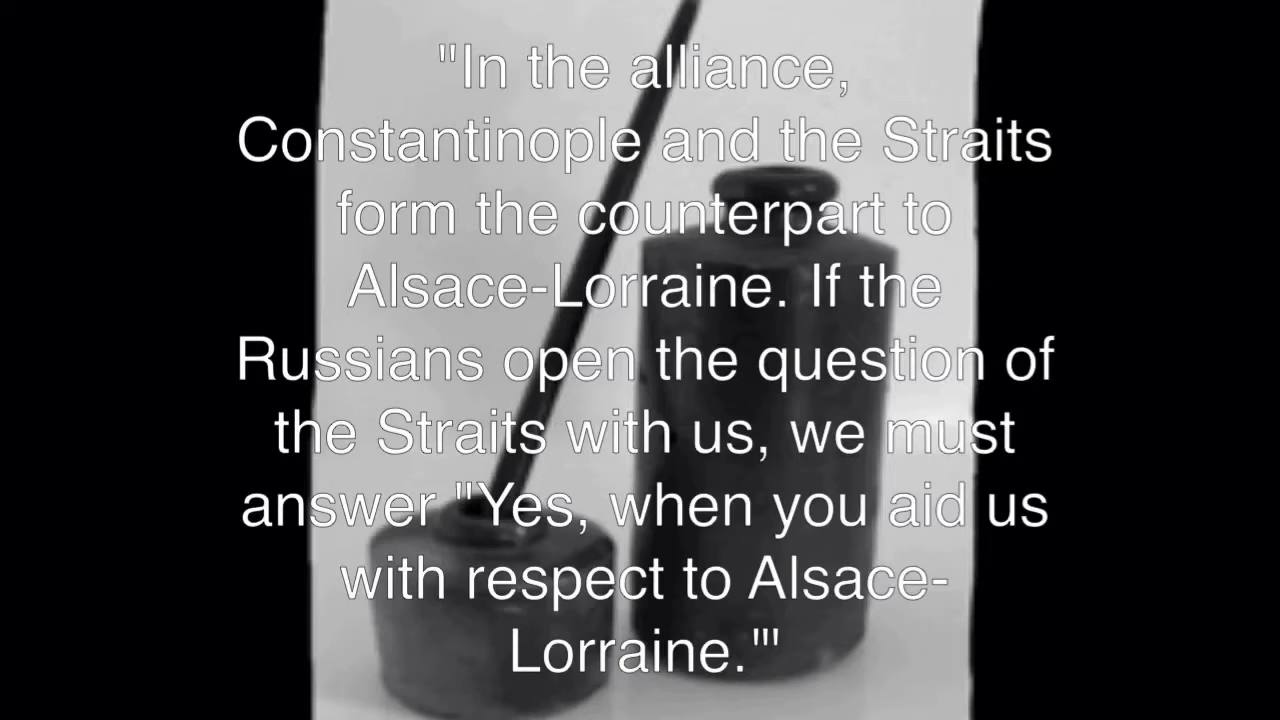 "In the alliance,
Constantinople and the Straits
form the counterpart to
Alsace-Lorraine. If the
Russians open the question of
the Straits with us, we must
answer "Yes, when you aid us
with respect to Alsace-
Lorraine."'